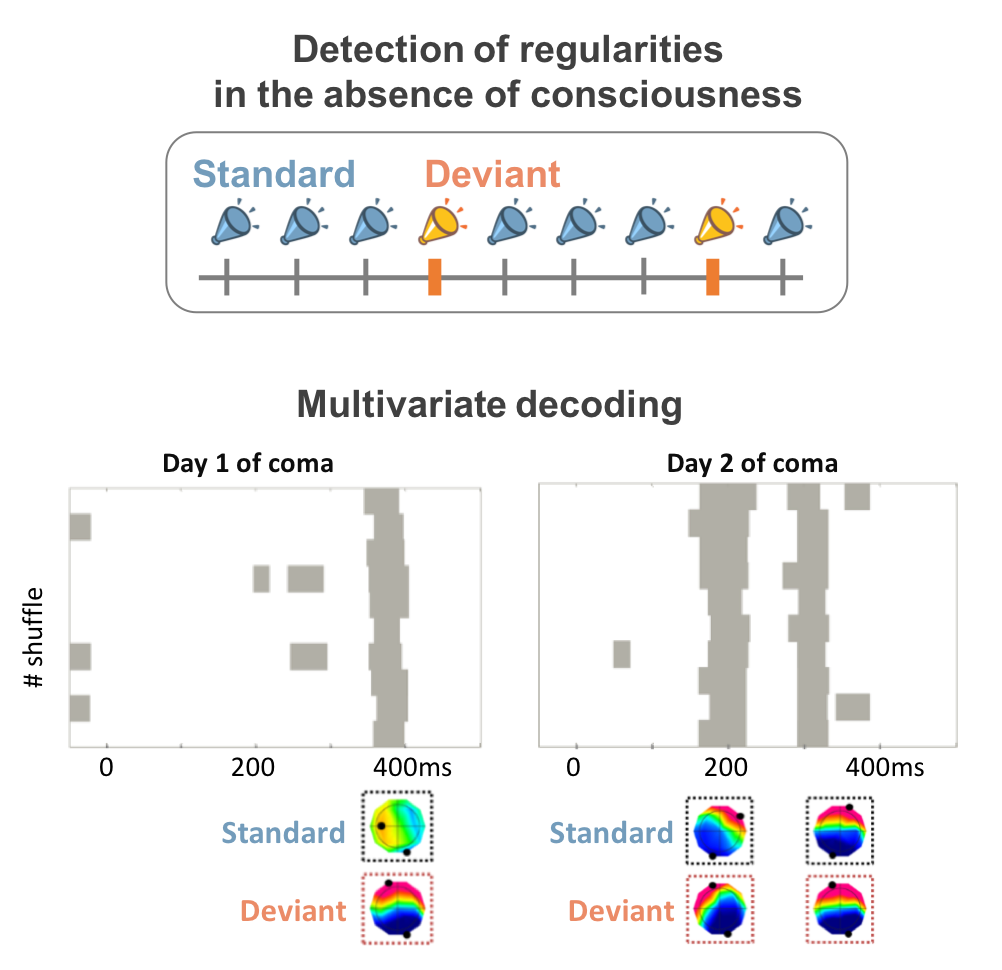 Detection of regularities
in the absence of consciousness
Standard Deviant
Multivariate decoding
Day 1 of coma
Day 2 of coma
# shuffle
0 200 400ms
0 200 400ms
Standard
Standard
Deviant
Deviant